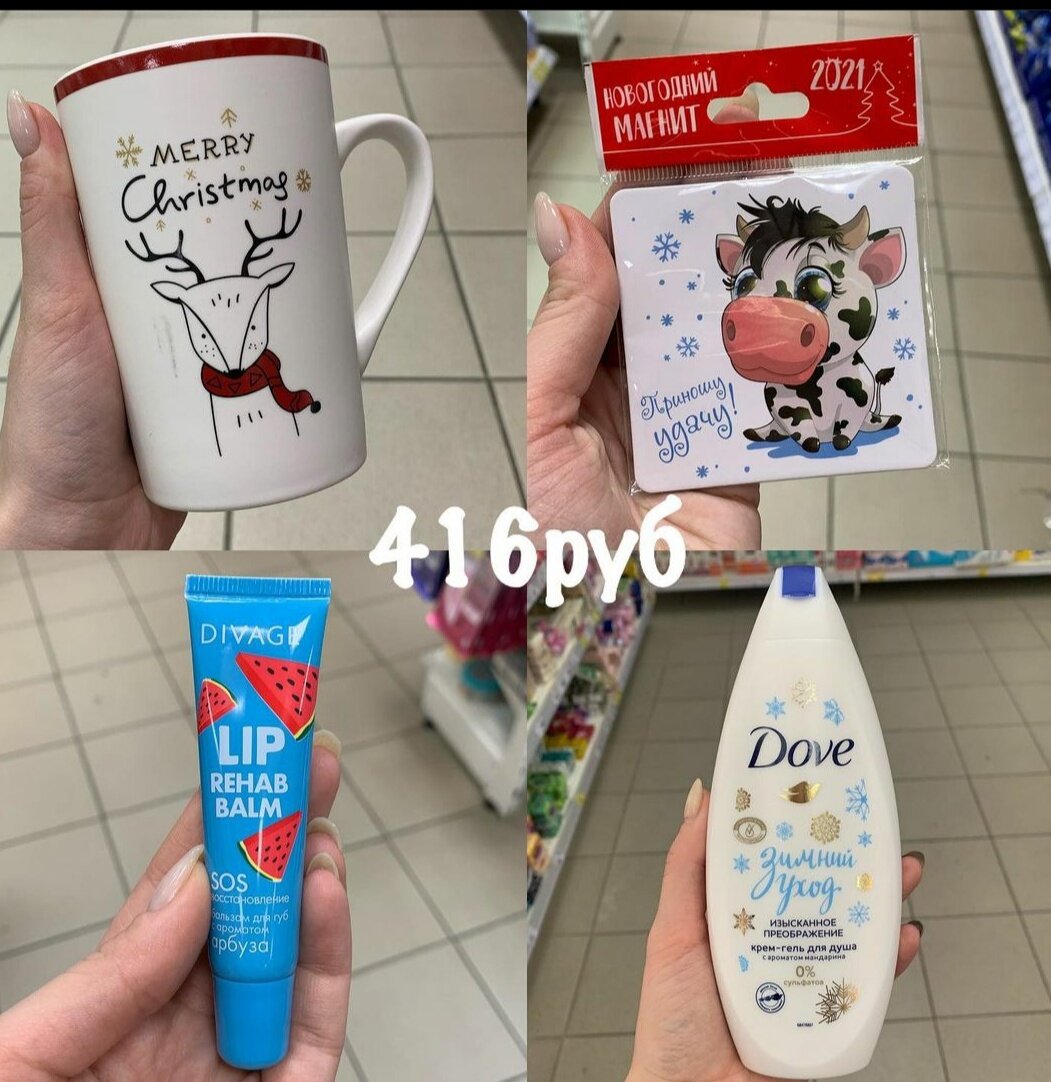 MERRY
Christmas
НОВОГОДНИЙ
МАГНИТ
2021
Приношу
удачу!
416руб
DIVAGE
LIP
REHAB
BALM
SOS
восстановление
бальзам для губ
с ароматом
арбуза
Dove
Зимний
уход
ИЗЫСКАННОЕ
ПРЕОБРАЖЕНИЕ
крем-гель для душа
с ароматом мандарина
0%
сульфатов